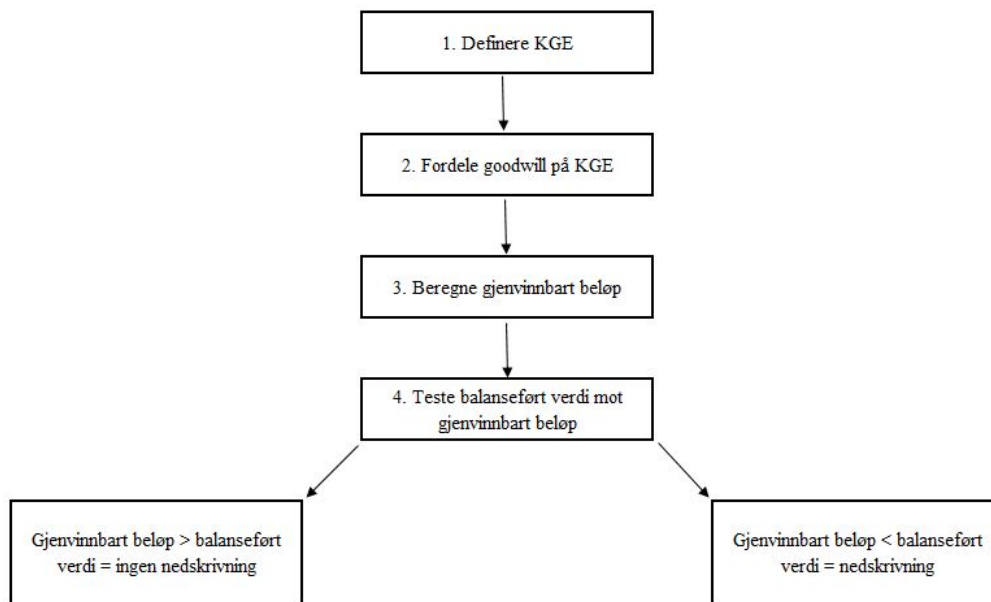 1. Definere KGE
2. Fordele goodwill på KGE
3. Beregne gjenvinnbart beløp
4. Teste balanseført verdi mot
gjenvinnbart beløp
Gjenvinnbart beløp > balanseført
verdi = ingen nedskrivning
Gjenvinnbart beløp < balanseført
verdi = nedskrivning